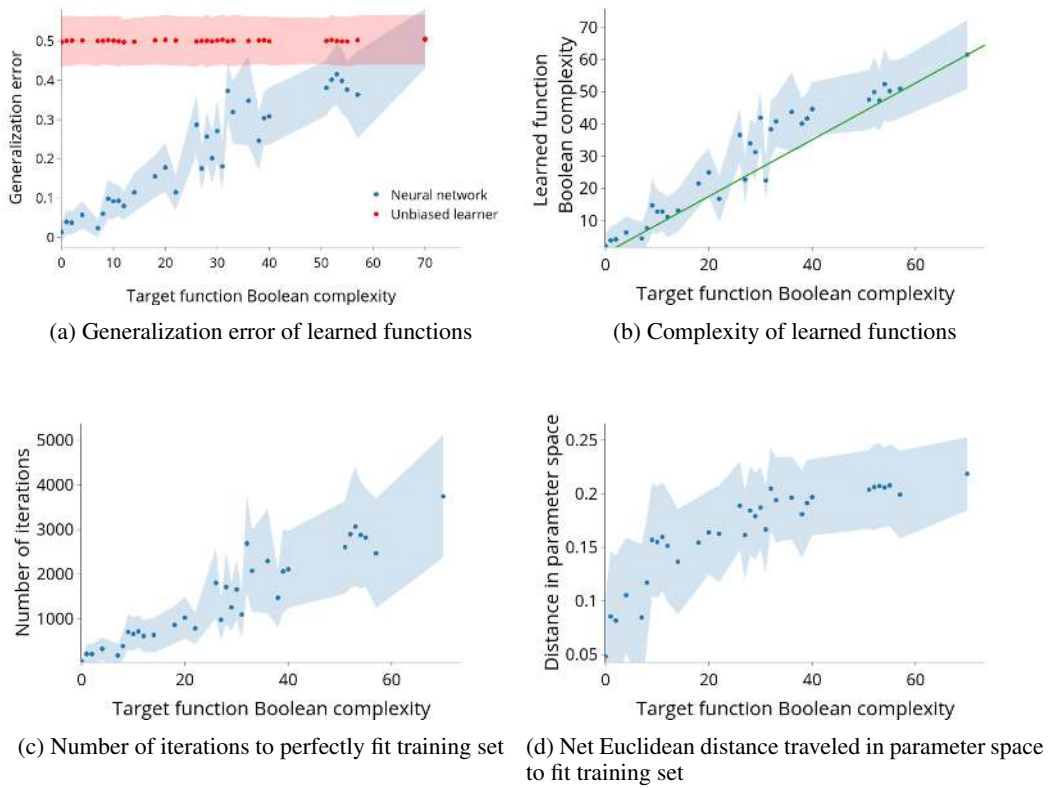 Generalization error
0.5
0.4
0.3
0.2
0.1
0
Neural network
Unbiased learner
0 10 20 30 40 50 60 70
Target function Boolean complexity
(a) Generalization error of learned functions
Learned function
Boolean complexity
70
60
50
40
30
20
10
0 20 40 60
Target function Boolean complexity
(b) Complexity of learned functions
Number of iterations
5000
4000
3000
2000
1000
0 20 40 60
Target function Boolean complexity
(c) Number of iterations to perfectly fit training set
Distance in parameter space
0.25
0.2
0.15
0.1
0.05
0 20 40 60
Target function Boolean complexity
(d) Net Euclidean distance traveled in parameter space
to fit training set